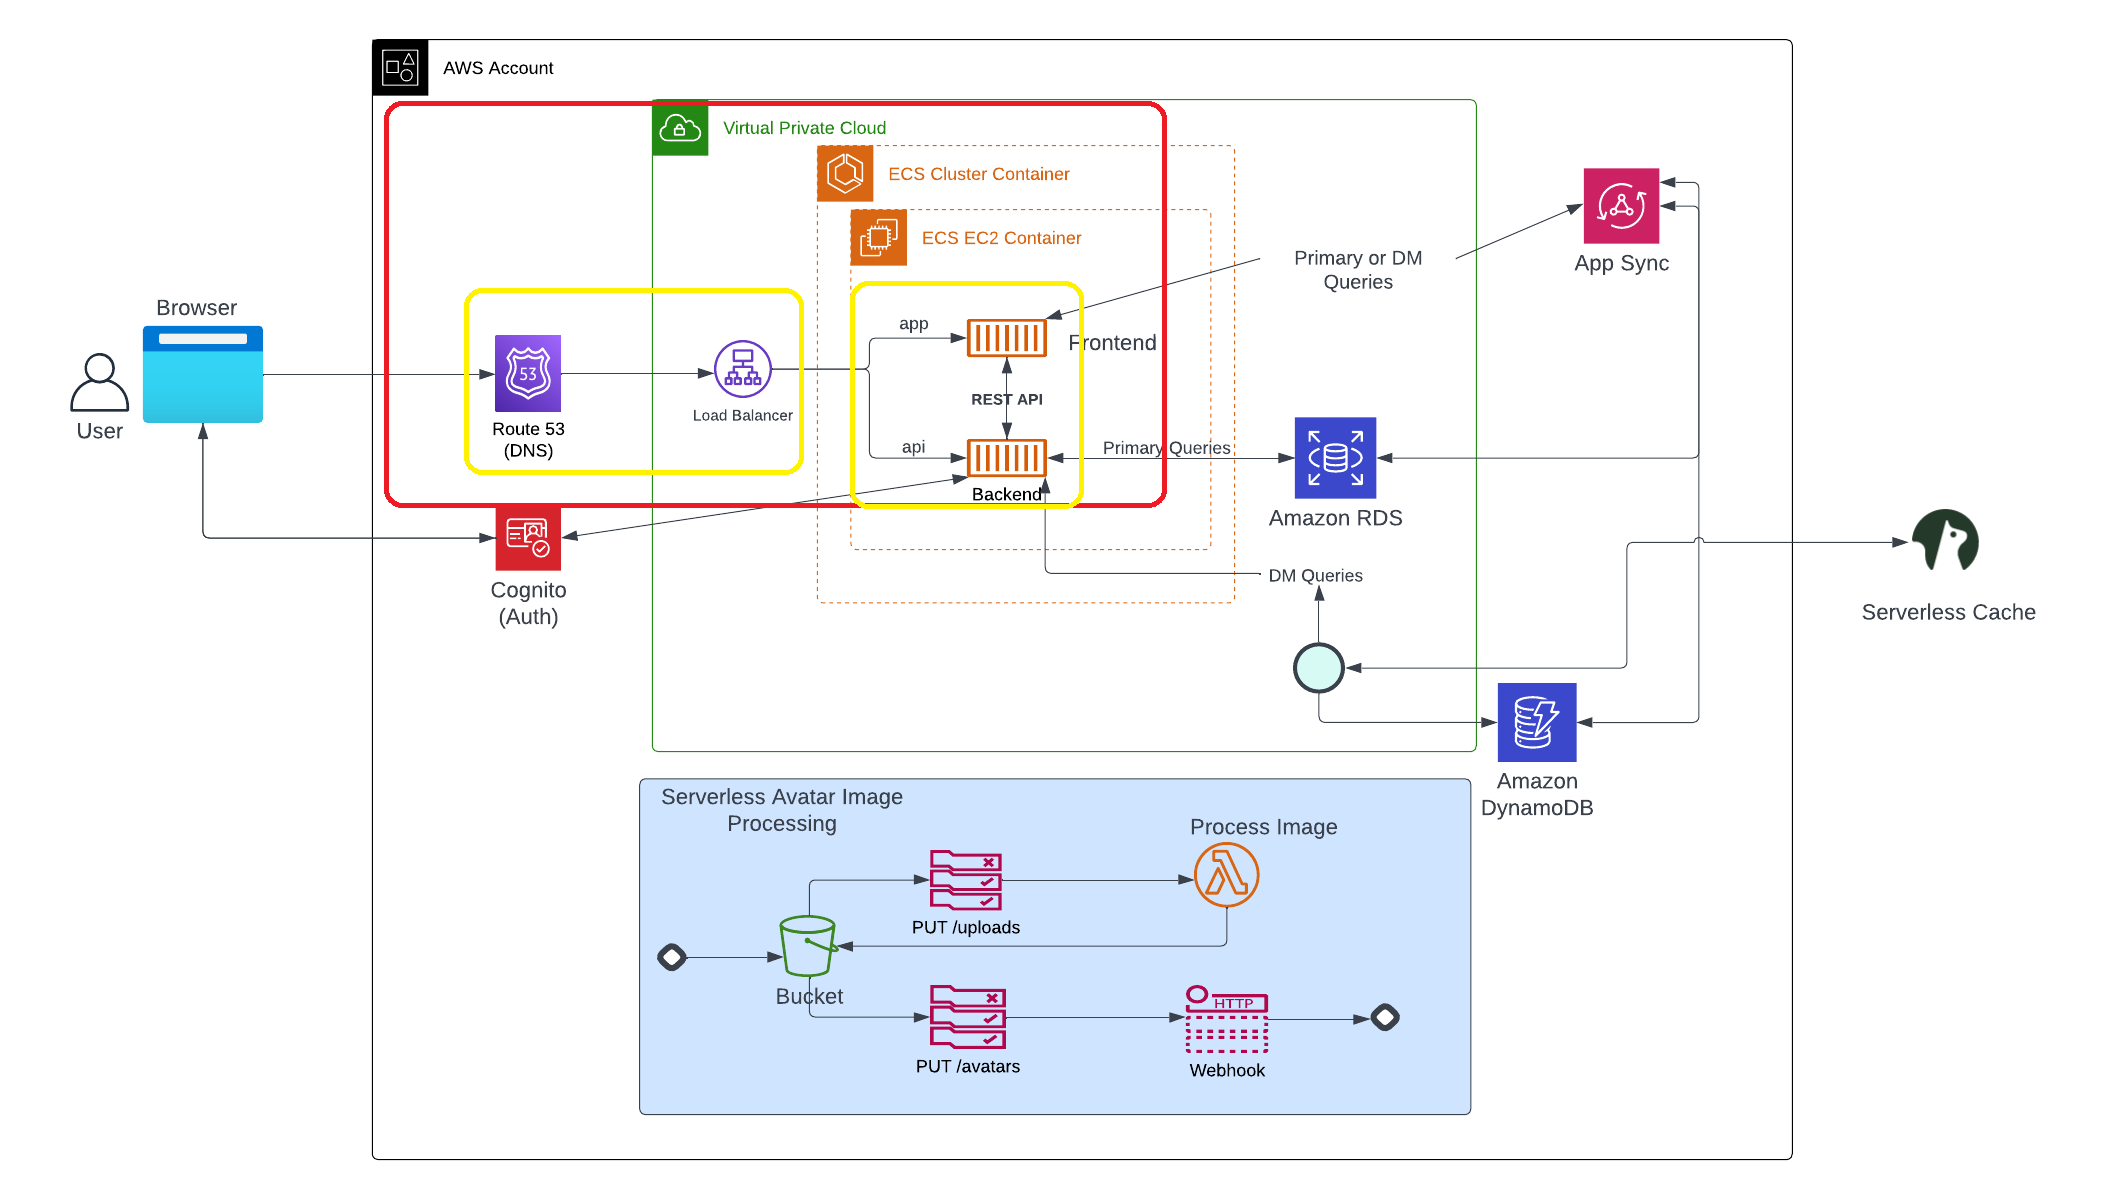 AWS Account
Virtual Private Cloud
ECS Cluster Container
ECS EC2 Container
Primary or DM
Queries
App Sync
Browser
User
53
Route 53
(DNS)
Load Balancer
app
Frontend
REST API
api
Primary Queries
Backend
Amazon RDS
Cognito
(Auth)
DM Queries
Serverless Cache
Amazon
DynamoDB
Serverless Avatar Image
Processing
Process Image
PUT /uploads
Bucket
HTTP
PUT /avatars
Webhook